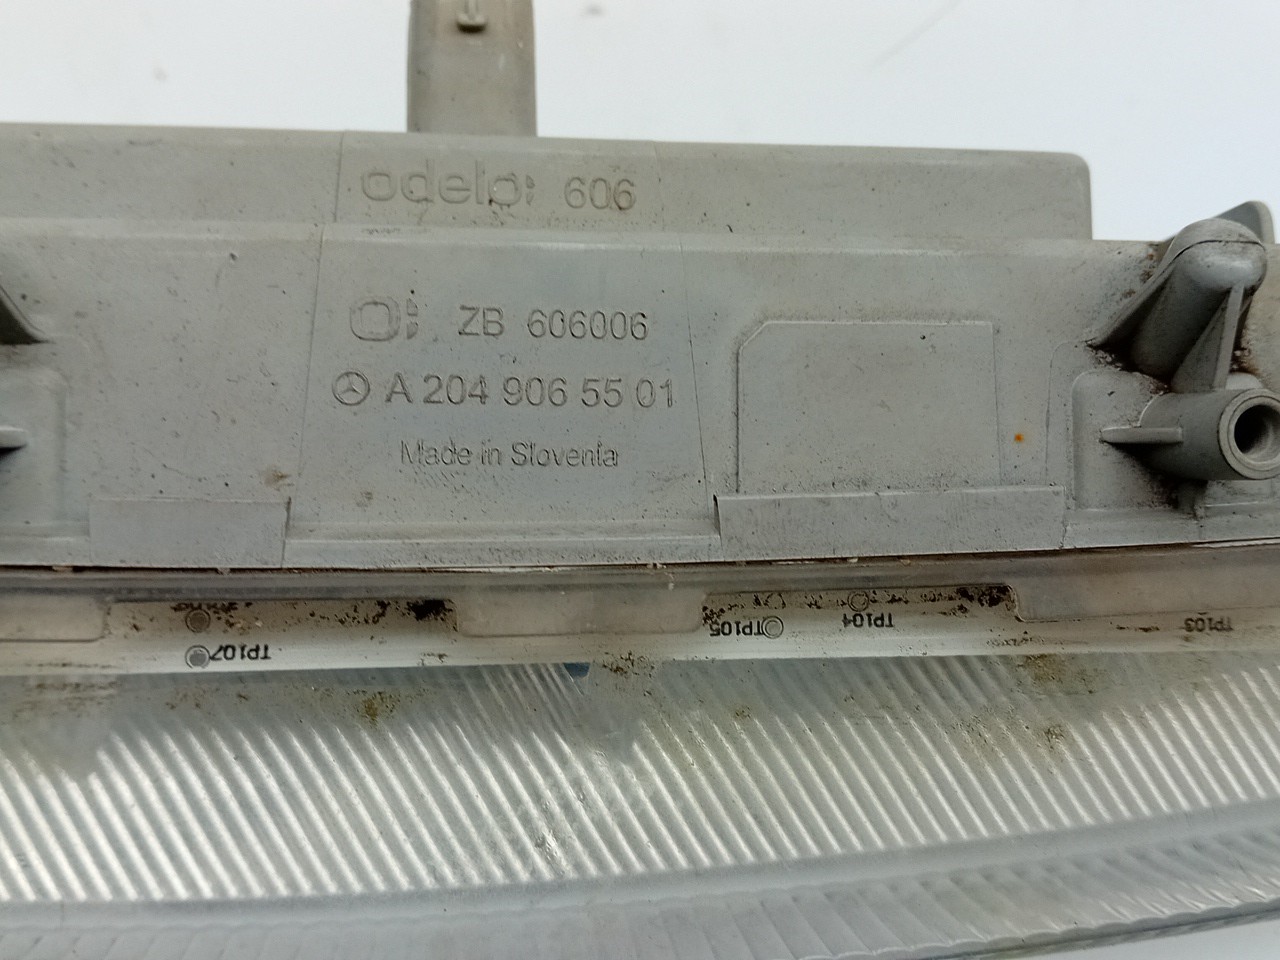 odelo: 606
ZB 606006
A 204 906 55 01
Made in Slovenia
TP105
TP104
TP103
TP107